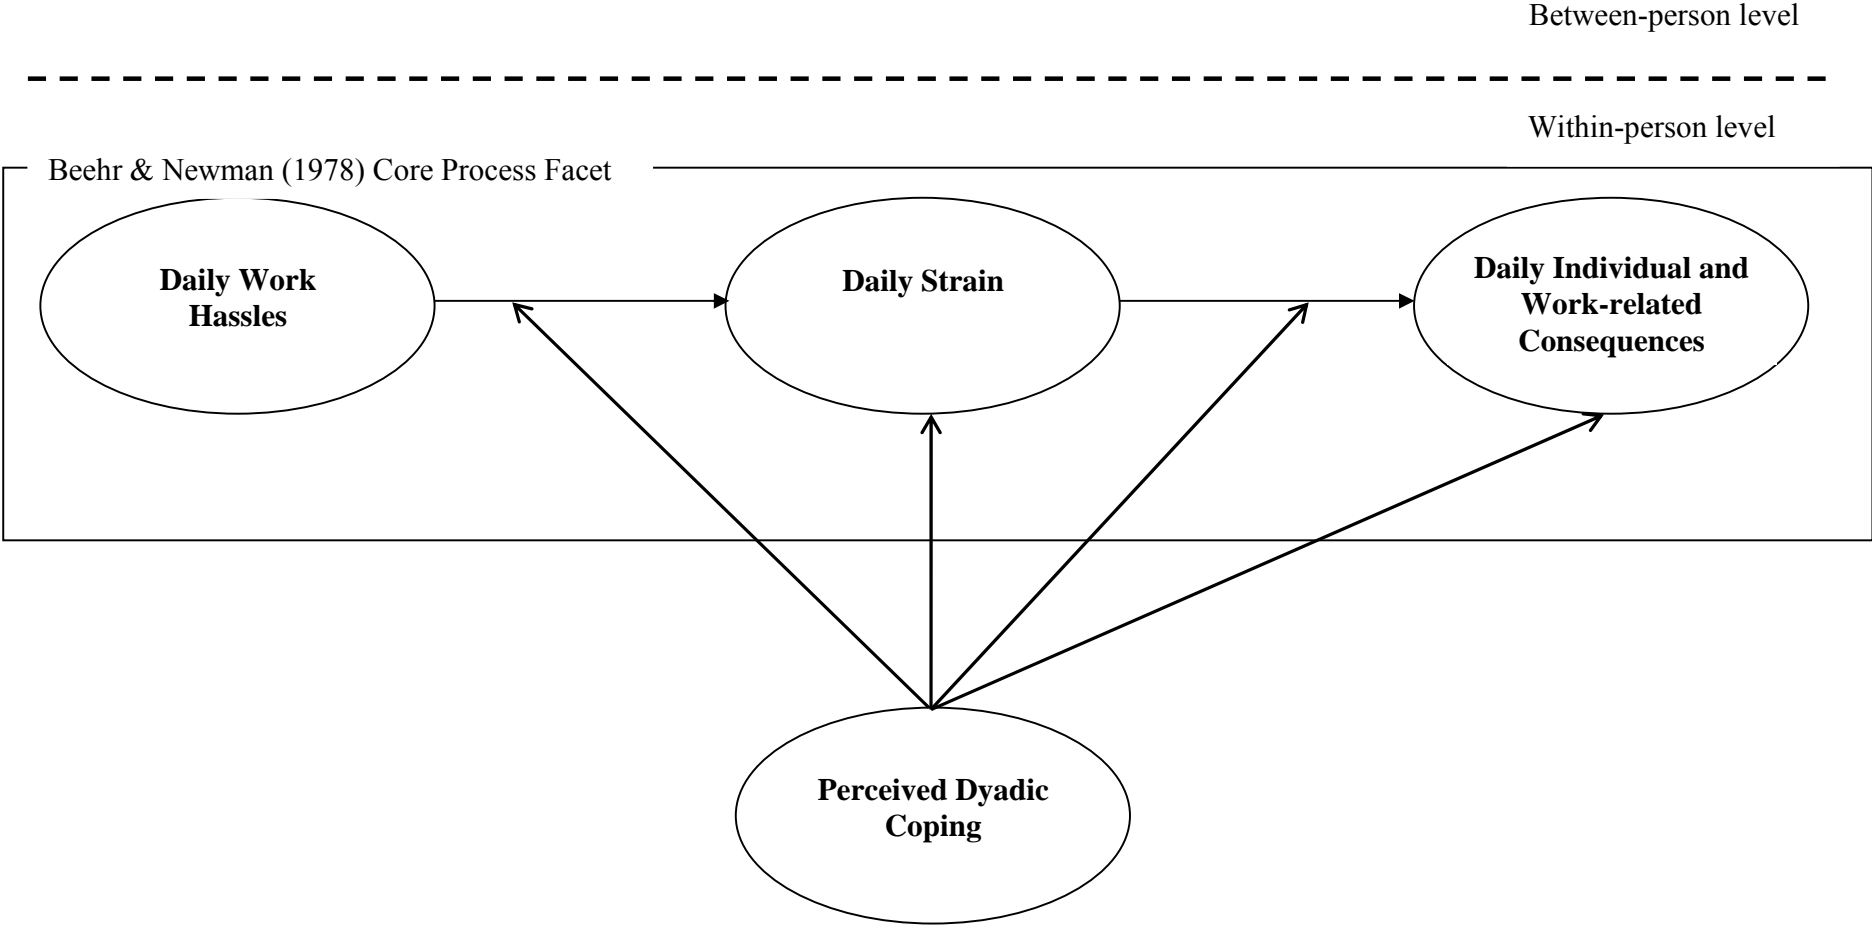 Between-person level
Within-person level
Beehr & Newman (1978) Core Process Facet
Daily Work
Hassles
Daily Strain
Daily Individual and
Work-related
Consequences
Perceived Dyadic
Coping